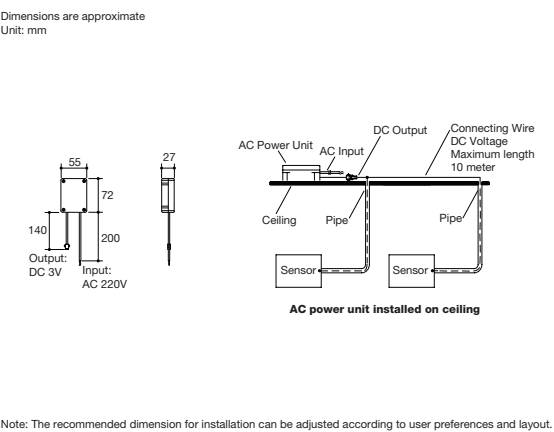 Dimensions are approximate
Unit: mm
55
27
72
140
200
Output:
DC 3V
Input:
AC 220V
AC Power Unit
AC Input
DC Output
Connecting Wire
DC Voltage
Maximum length
10 meter
Ceiling
Pipe
Pipe
Sensor
Sensor
AC power unit installed on ceiling
Note: The recommended dimension for installation can be adjusted according to user preferences and layout.